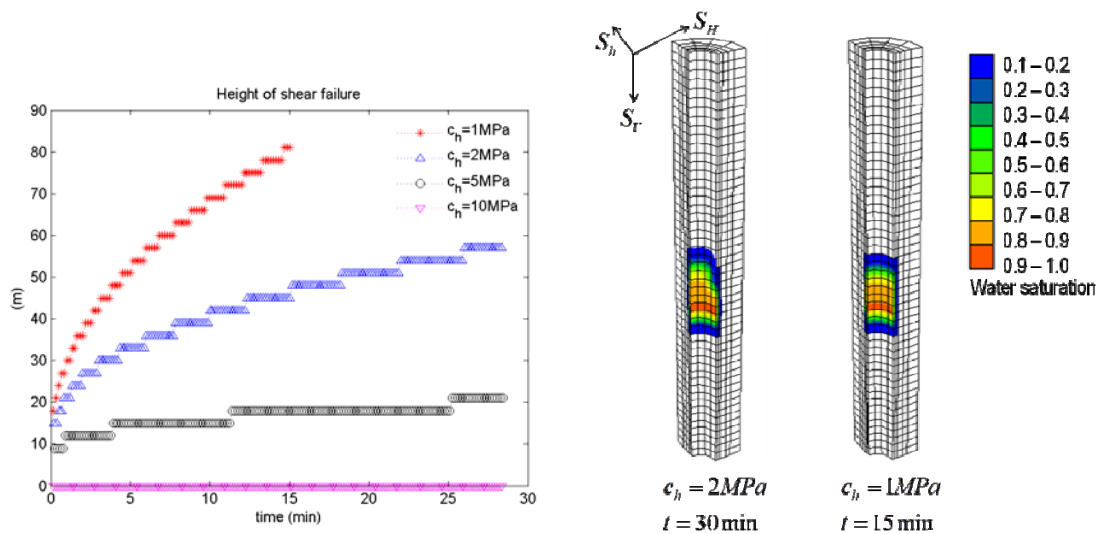 Height of shear failure
90
80
70
60
50
40
30
20
10
0
(m)
0 5 10 15 20 25 30
time (min)
c_h=1MPa
c_h=2MPa
c_h=5MPa
c_h=10MPa
S_h
S_H
S_V
c_h = 2MPa
t = 30 min
c_h = 1MPa
t = 15 min
0.1 – 0.2
0.2 – 0.3
0.3 – 0.4
0.4 – 0.5
0.5 – 0.6
0.6 – 0.7
0.7 – 0.8
0.8 – 0.9
0.9 – 1.0
Water saturation